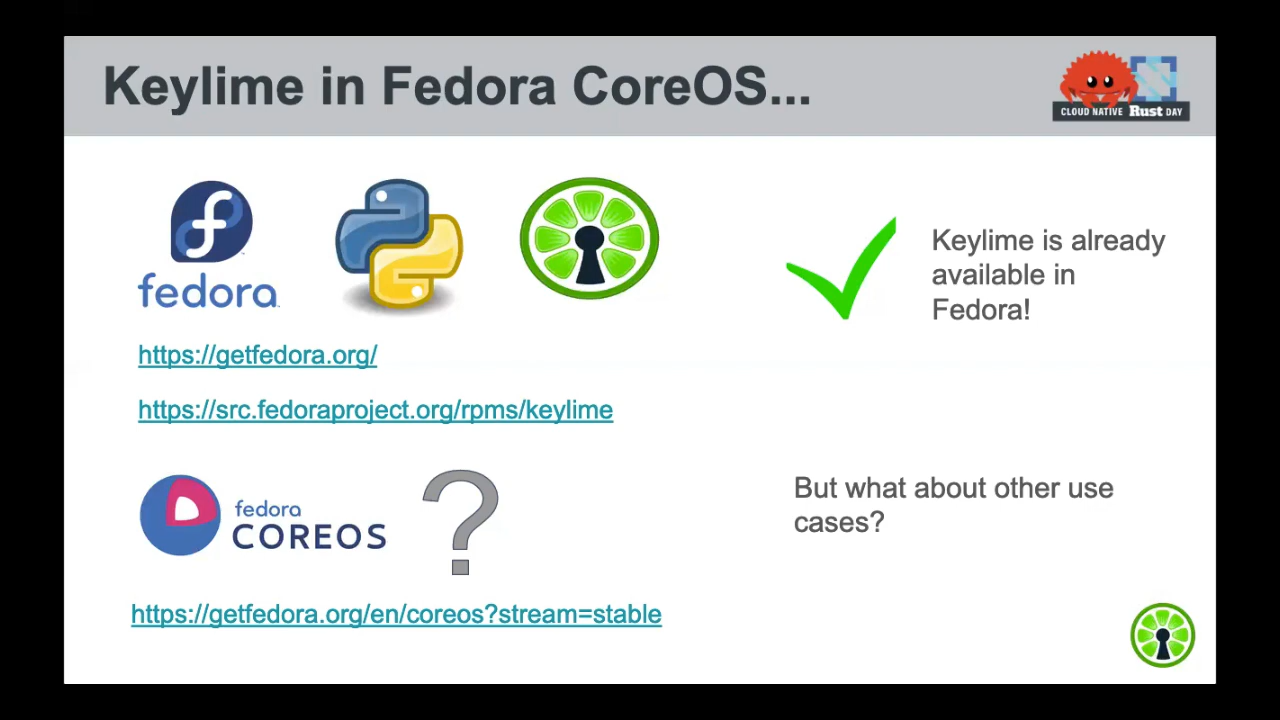 Keylime in Fedora CoreOS...
CLOUD NATIVE Rust DAY
fedora
Keylime is already
available in
Fedora!
https://getfedora.org/
https://src.fedoraproject.org/rpms/keylime
fedora
COREOS
?
But what about other use
cases?
https://getfedora.org/en/coreos?stream=stable